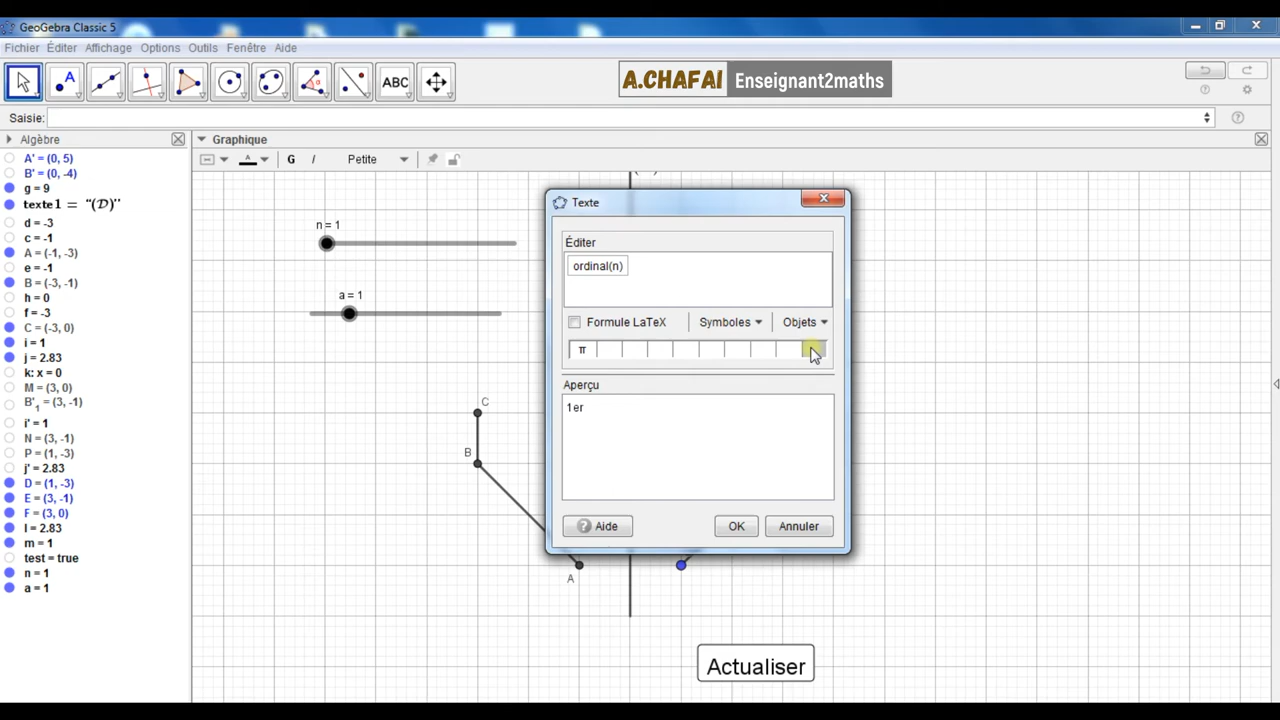 GeoGebra Classic 5
Fichier Éditer Affichage Options Outils Fenêtre Aide
ABC
A.CHAFAI Enseignant2maths
Saisie:
Algèbre
Graphique
A
G I Petite
A' = (0, 5)
B' = (0, -4)
g = 9
texte1 = "(D)"
d = -3
c = -1
A = (-1, -3)
e = -1
B = (-3, -1)
h = 0
f = -3
C = (-3, 0)
i = 1
j = 2.83
k: x = 0
M = (3, 0)
B'1 = (3, -1)
i' = 1
N = (3, -1)
P = (1, -3)
j' = 2.83
D = (1, -3)
E = (3, -1)
F = (3, 0)
l = 2.83
m = 1
test = true
n = 1
a = 1
n = 1
a = 1
C
B
A
Texte
Éditer
ordinal(n)
Formule LaTeX Symboles Objets
π
Aperçu
1er
Aide OK Annuler
Actualiser